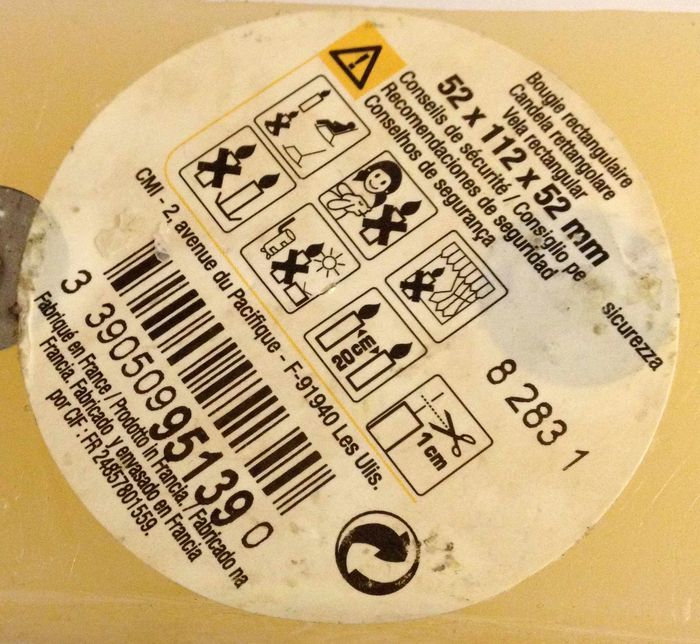 Bougie rectangulaire
Candela rettangolare
Vela rectangular
52 x 112 x 52 mm
Conseils de sécurité / Consiglio pe sicurezza
Recomendaciones de seguridad
Conselhos de segurança
20 cm
1 cm
8 283 1
CMI - 2, avenue du Pacifique - F-91940 Les Ulis.
3 390509 951390
Fabriqué en France / Prodotto in Francia / Fabricado na
Francia. Fabricado y envasado en Francia
por CIF : FR 24857801559.